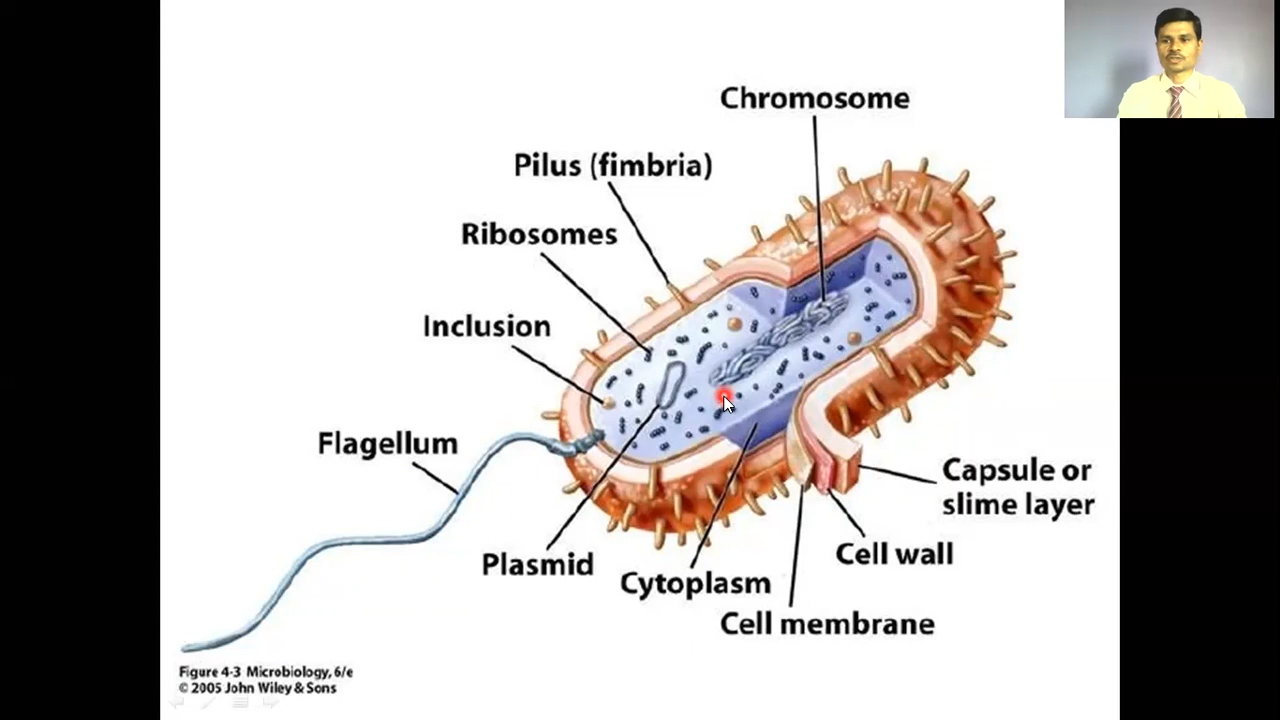 Chromosome
Pilus (fimbria)
Ribosomes
Inclusion
Flagellum
Capsule or
slime layer
Cell wall
Plasmid
Cytoplasm
Cell membrane
Figure 4-3 Microbiology, 6/e
© 2005 John Wiley & Sons